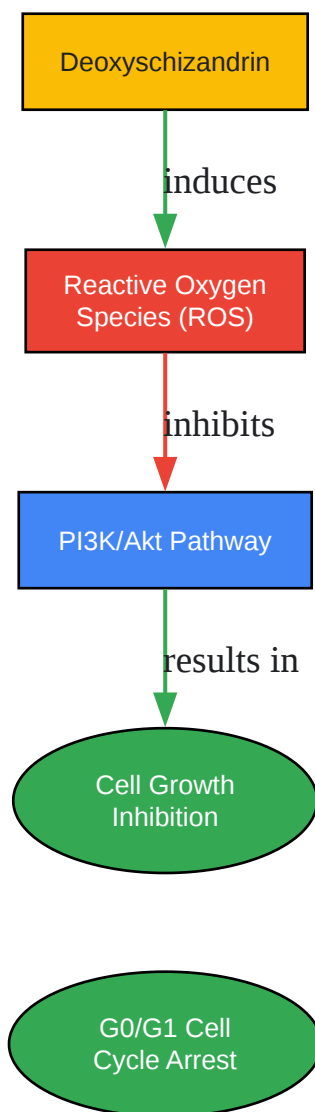 Deoxyschizandrin
induces
Reactive Oxygen
Species (ROS)
inhibits
PI3K/Akt Pathway
results in
Cell Growth
Inhibition
G0/G1 Cell
Cycle Arrest